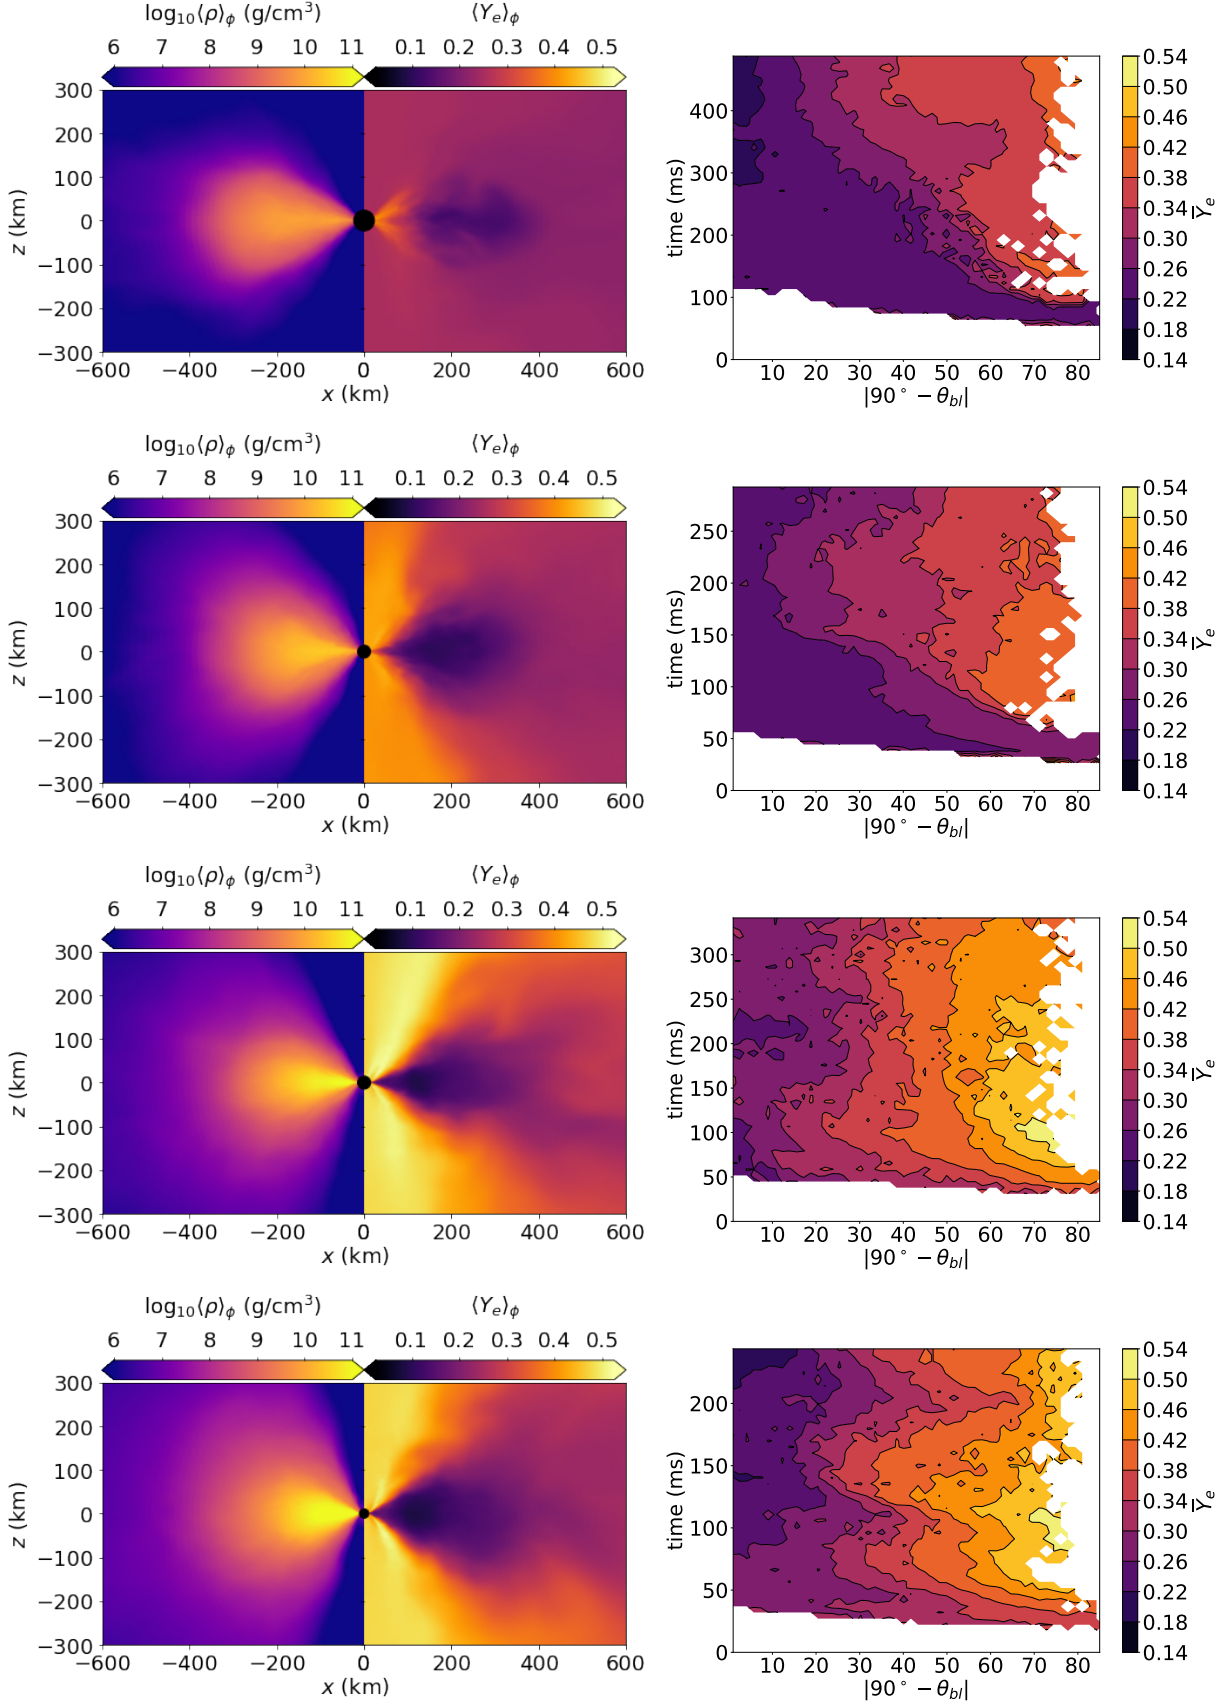 log₁₀⟨ρ⟩ϕ (g/cm³) ⟨Yₑ⟩ϕ
6 7 8 9 10 11 0.1 0.2 0.3 0.4 0.5
300
200
100
0
−100
−200
−300
z (km)
−600 −400 −200 0 200 400 600
x (km)
400
300
200
100
0
time (ms)
10 20 30 40 50 60 70 80
|90° − θbl|
0.54
0.50
0.46
0.42
0.38
0.34
0.30
0.26
0.22
0.18
0.14
Y̅ₑ
log₁₀⟨ρ⟩ϕ (g/cm³) ⟨Yₑ⟩ϕ
6 7 8 9 10 11 0.1 0.2 0.3 0.4 0.5
300
200
100
0
−100
−200
−300
z (km)
−600 −400 −200 0 200 400 600
x (km)
250
200
150
100
50
0
time (ms)
10 20 30 40 50 60 70 80
|90° − θbl|
0.54
0.50
0.46
0.42
0.38
0.34
0.30
0.26
0.22
0.18
0.14
Y̅ₑ
log₁₀⟨ρ⟩ϕ (g/cm³) ⟨Yₑ⟩ϕ
6 7 8 9 10 11 0.1 0.2 0.3 0.4 0.5
300
200
100
0
−100
−200
−300
z (km)
−600 −400 −200 0 200 400 600
x (km)
300
250
200
150
100
50
0
time (ms)
10 20 30 40 50 60 70 80
|90° − θbl|
0.54
0.50
0.46
0.42
0.38
0.34
0.30
0.26
0.22
0.18
0.14
Y̅ₑ
log₁₀⟨ρ⟩ϕ (g/cm³) ⟨Yₑ⟩ϕ
6 7 8 9 10 11 0.1 0.2 0.3 0.4 0.5
300
200
100
0
−100
−200
−300
z (km)
−600 −400 −200 0 200 400 600
x (km)
200
150
100
50
0
time (ms)
10 20 30 40 50 60 70 80
|90° − θbl|
0.54
0.50
0.46
0.42
0.38
0.34
0.30
0.26
0.22
0.18
0.14
Y̅ₑ